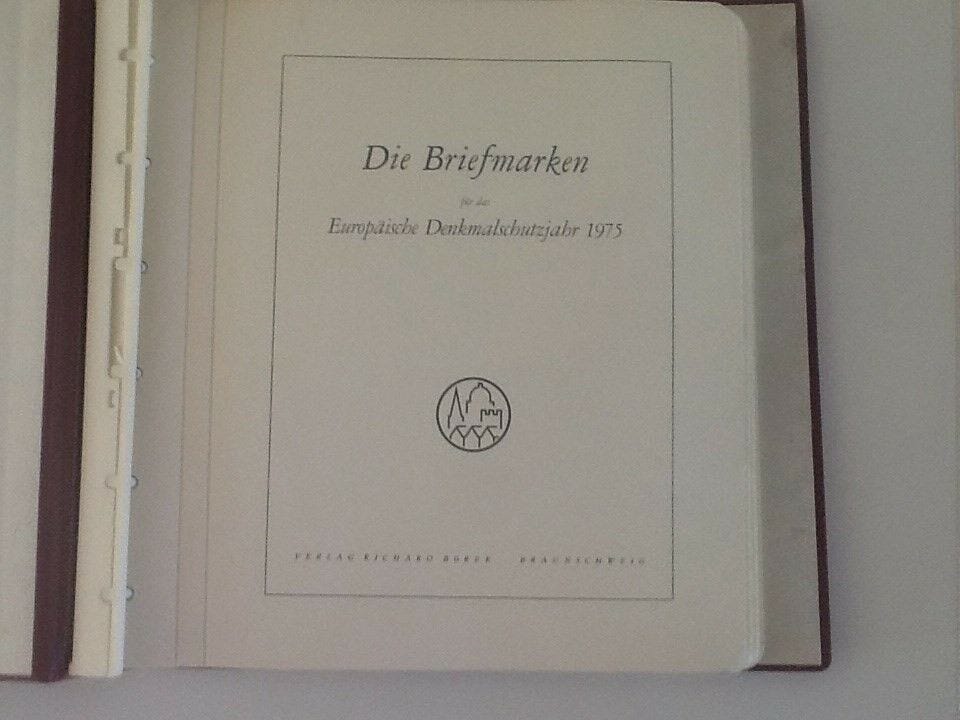 Die Briefmarken
für das
Europäische Denkmalschutzjahr 1975
VERLAG RICHARD BOREK BRAUNSCHWEIG